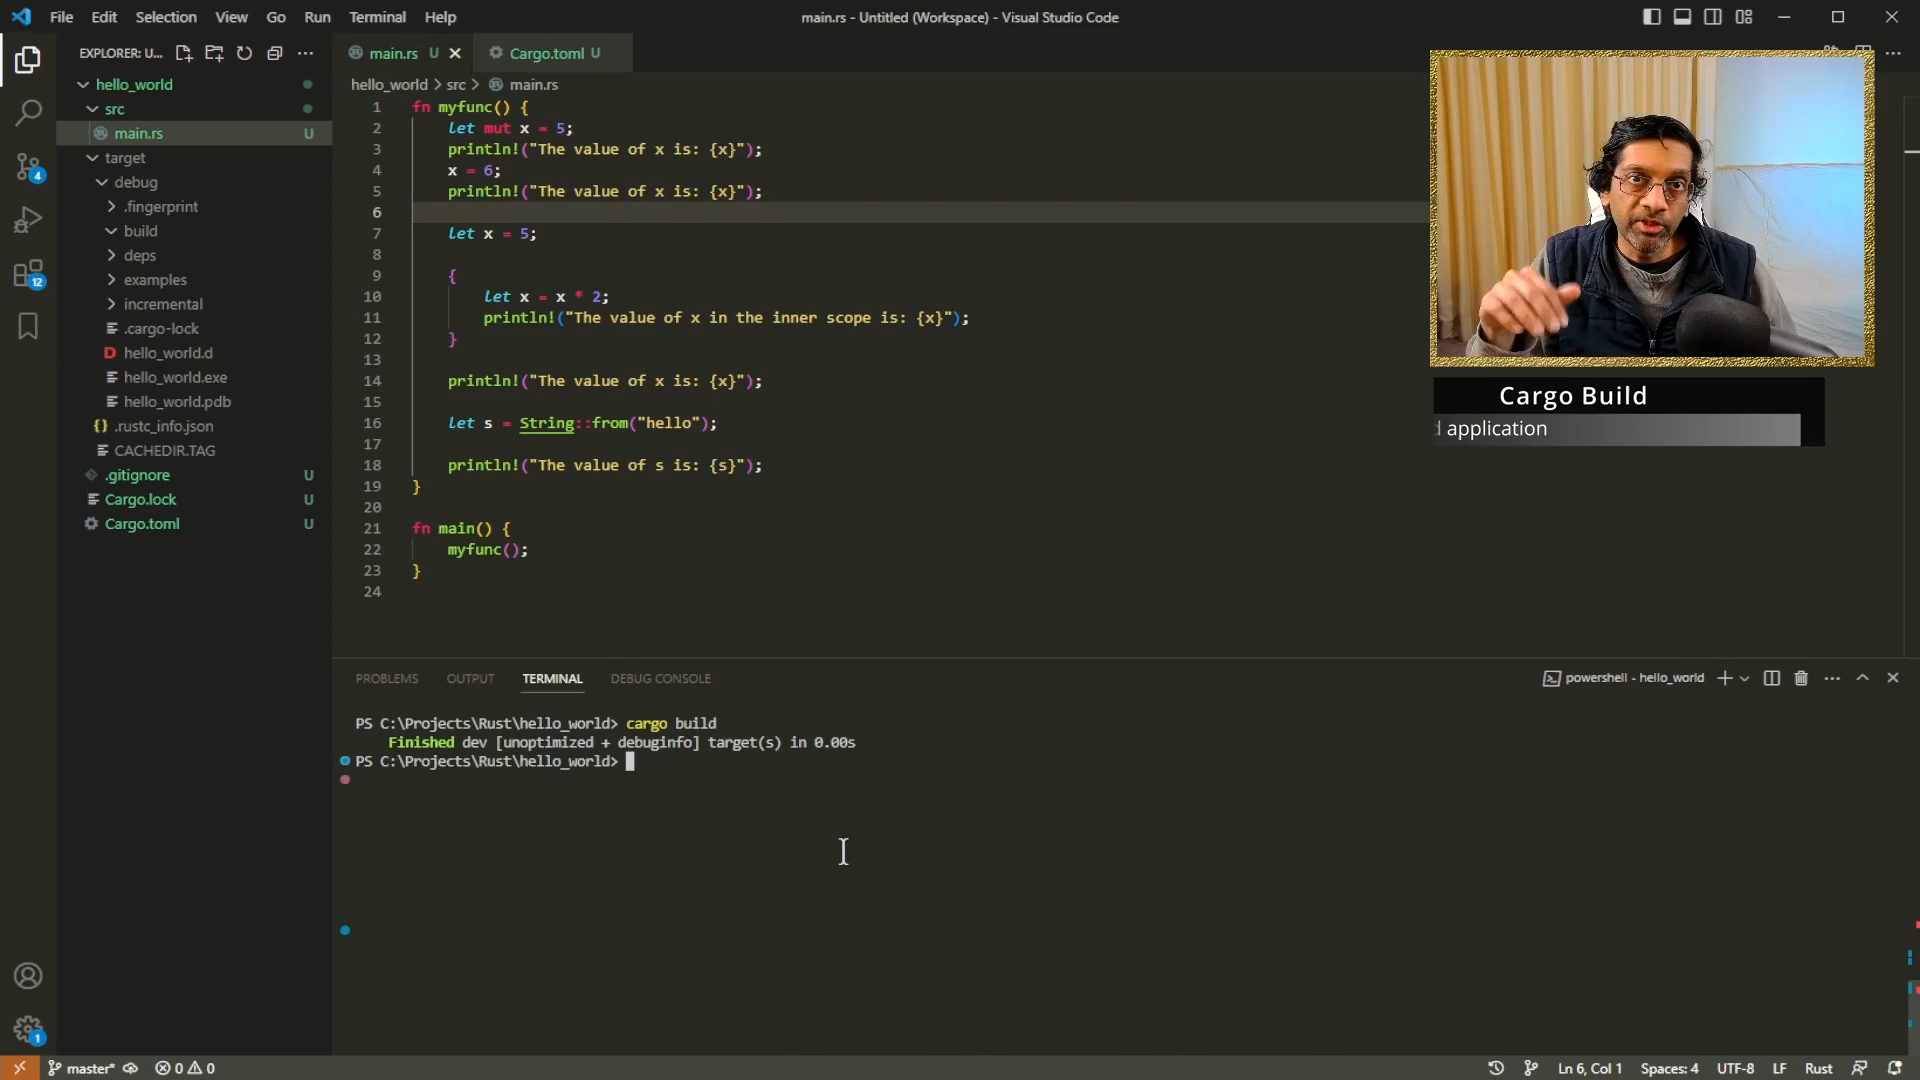 File Edit Selection View Go Run Terminal Help
main.rs - Untitled (Workspace) - Visual Studio Code
EXPLORER: U...
main.rs U
Cargo.toml U
hello_world
src
main.rs U
target
debug
.fingerprint
build
deps
examples
incremental
.cargo-lock
D hello_world.d
hello_world.exe
hello_world.pdb
{} .rustc_info.json
CACHEDIR.TAG
.gitignore U
Cargo.lock U
Cargo.toml U
4
12
1
hello_world > src > main.rs
1 fn myfunc() {
2 let mut x = 5;
3 println!("The value of x is: {x}");
4 x = 6;
5 println!("The value of x is: {x}");
6
7 let x = 5;
8
9 {
10 let x = x * 2;
11 println!("The value of x in the inner scope is: {x}");
12 }
13
14 println!("The value of x is: {x}");
15
16 let s = String::from("hello");
17
18 println!("The value of s is: {s}");
19 }
20
21 fn main() {
22 myfunc();
23 }
24
Cargo Build
application
PROBLEMS OUTPUT TERMINAL DEBUG CONSOLE
powershell - hello_world
PS C:\Projects\Rust\hello_world> cargo build
Finished dev [unoptimized + debuginfo] target(s) in 0.00s
PS C:\Projects\Rust\hello_world>
master* 0 0
Ln 6, Col 1 Spaces: 4 UTF-8 LF Rust